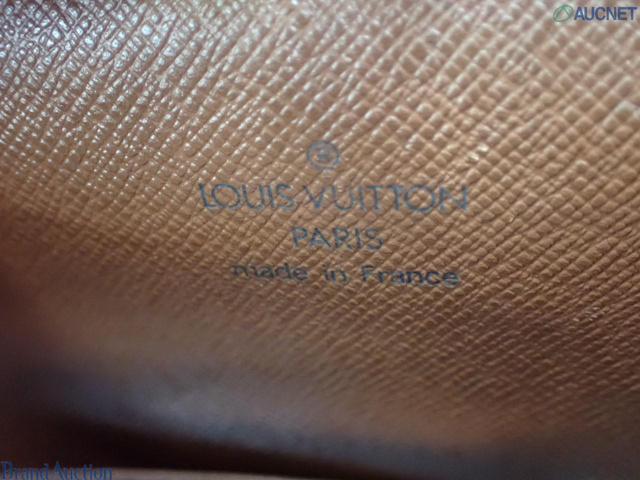 AUCNET
®
LOUIS VUITTON
PARIS
made in France
Brand Auction